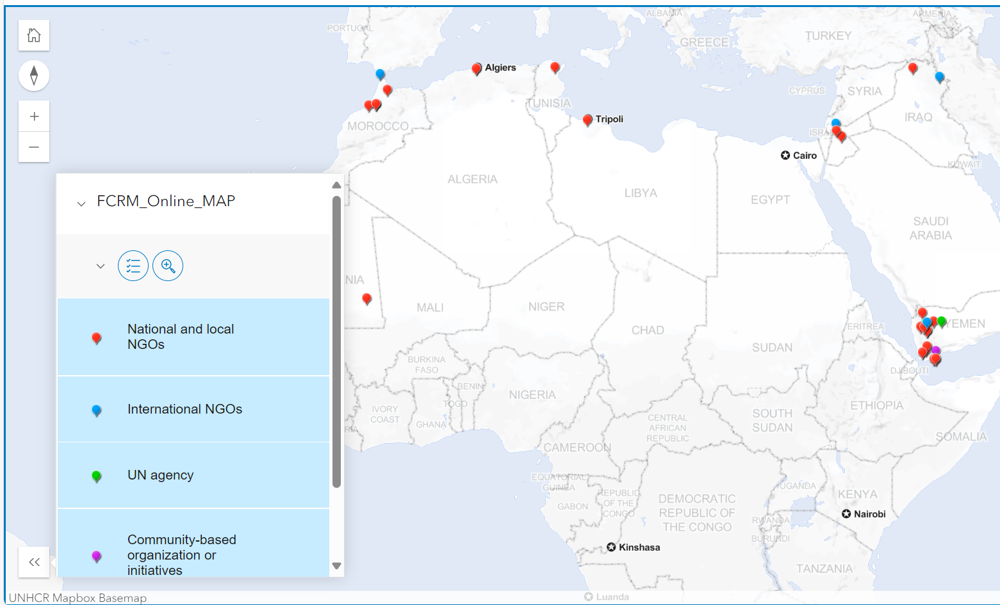 SPAIN
ALBANIA
ARMENIA
PORTUGAL
GREECE
TURKEY
Algiers
CYPRUS
SYRIA
TUNISIA
MOROCCO
Tripoli
IRAQ
ISRA
Cairo
KUWAIT
ALGERIA
LIBYA
EGYPT
FCRM_Online_MAP
SAUDI
ARABIA
NIA
MALI
NIGER
CHAD
SUDAN
ERITREA
YEMEN
National and local
NGOs
BURKINA
FASO
DJIBOUTI
BENIN
NIGERIA
TOGO
IVORY
COAST
GHANA
RIA
ETHIOPIA
SOUTH
SUDAN
CENTRAL
AFRICAN
REPUBLIC
SOMALIA
International NGOs
CAMEROON
UN agency
EQUATORIAL
GUINEA
GABON
REPUBLIC
OF THE
CONGO
DEMOCRATIC
REPUBLIC OF
THE CONGO
UGANDA
KENYA
Nairobi
RWANDA
BURUNDI
Kinshasa
Community-based
organization or
initiatives
TANZANIA
Luanda
UNHCR Mapbox Basemap